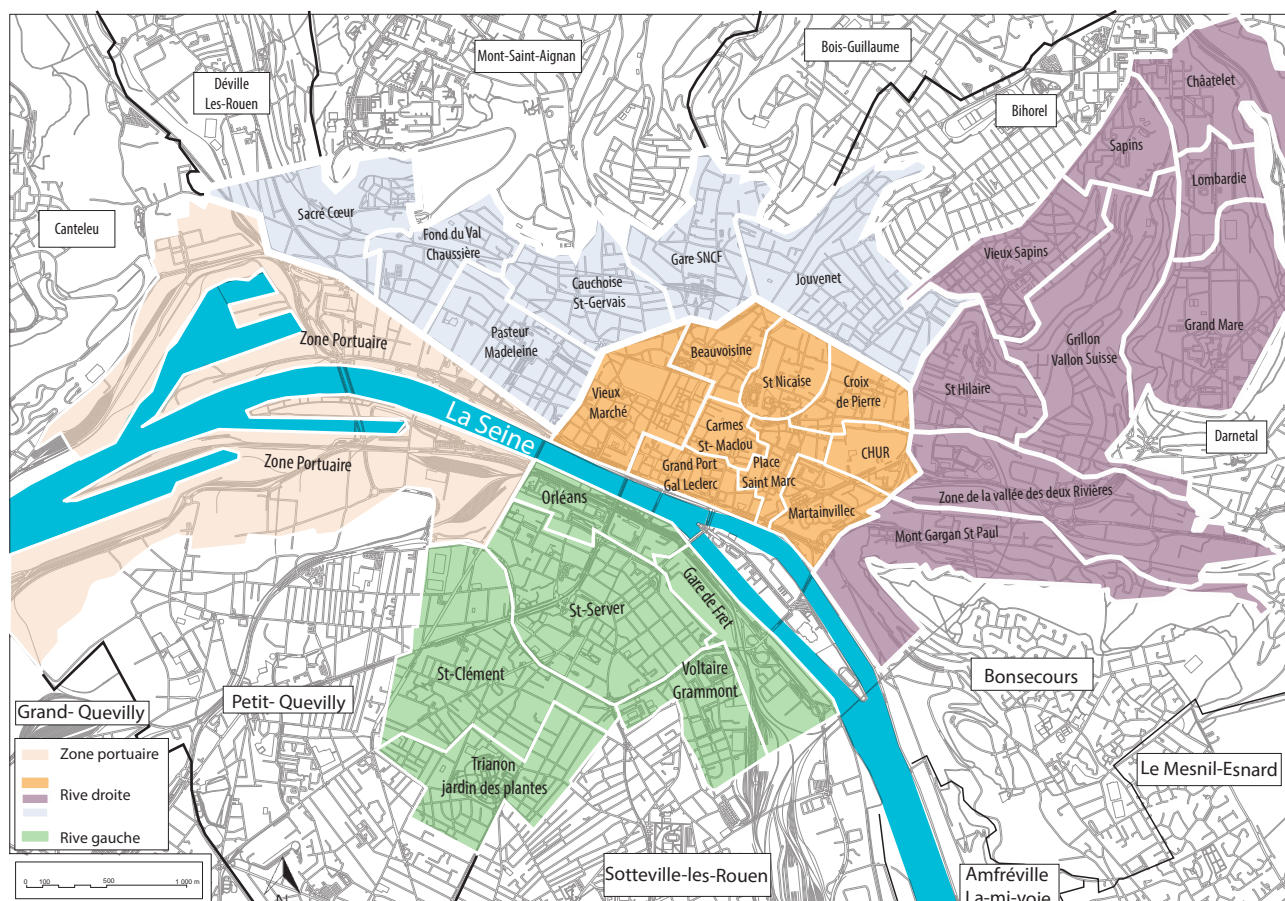 Mont-Saint-Aignan
Bois-Guillaume
Déville
Les-Rouen
Bihorel
Châatelet
Sapins
Lombardie
Canteleu
Sacré Cœur
Fond du Val
Chaussière
Gare SNCF
Vieux Sapins
Cauchoise
St-Gervais
Jouvenet
Zone Portuaire
Pasteur
Madeleine
Grand Mare
Grillon
Vallon Suisse
Beauvoisine
St Nicaise
Croix
de Pierre
St Hilaire
Vieux
Marché
La Seine
Carmes
St- Maclou
Darnetal
Zone Portuaire
Grand Port
Gal Leclerc
Place
Saint Marc
CHUR
Orléans
Martainvillec
Zone de la vallée des deux Rivières
Mont Gargan St Paul
Gare de Fret
St-Server
St-Clément
Voltaire
Grammont
Bonsecours
Petit- Quevilly
Grand- Quevilly
Zone portuaire
Rive droite
Rive gauche
Trianon
jardin des plantes
Le Mesnil-Esnard
Sotteville-les-Rouen
Amfréville
La-mi-voie
0 100 500 1 000 m
N